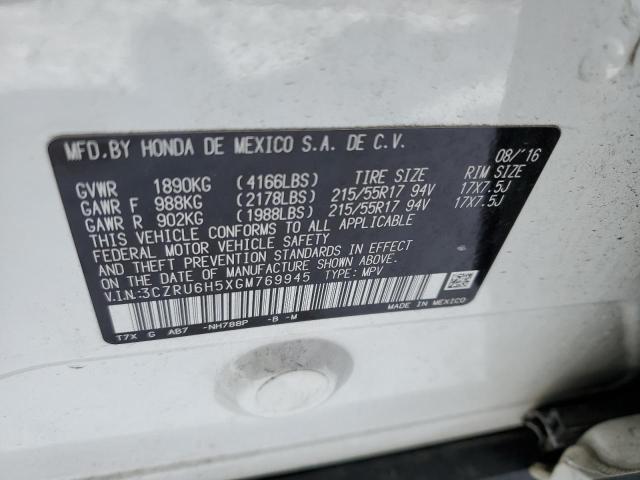 MFD.BY HONDA DE MEXICO S.A. DE C.V. 08/'16
GVWR 1890KG (4166LBS) TIRE SIZE RIM SIZE
GAWR F 988KG (2178LBS) 215/55R17 94V 17X7.5J
GAWR R 902KG (1988LBS) 215/55R17 94V 17X7.5J
THIS VEHICLE CONFORMS TO ALL APPLICABLE
FEDERAL MOTOR VEHICLE SAFETY
AND THEFT PREVENTION STANDARDS IN EFFECT
ON THE DATE OF MANUFACTURE SHOWN ABOVE.
V.I.N:3CZRU6H5XGM769945 TYPE: MPV
T7X G AB7 -NH788P -B -M MADE IN MEXICO